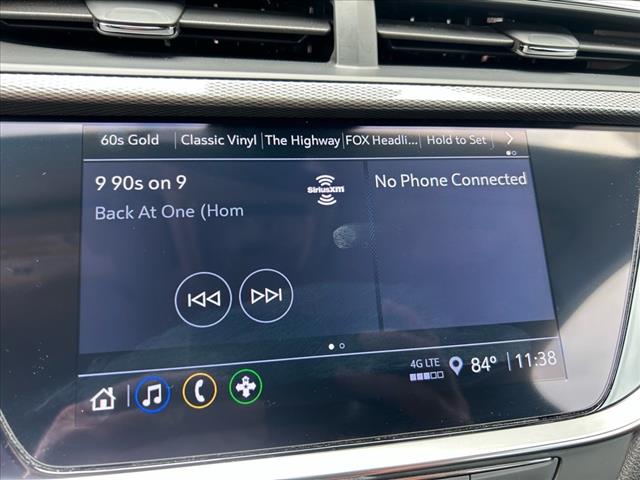 60s Gold Classic Vinyl The Highway FOX Headli... Hold to Set
9 90s on 9
SiriusXM
No Phone Connected
Back At One (Hom
4G LTE
84° 11:38